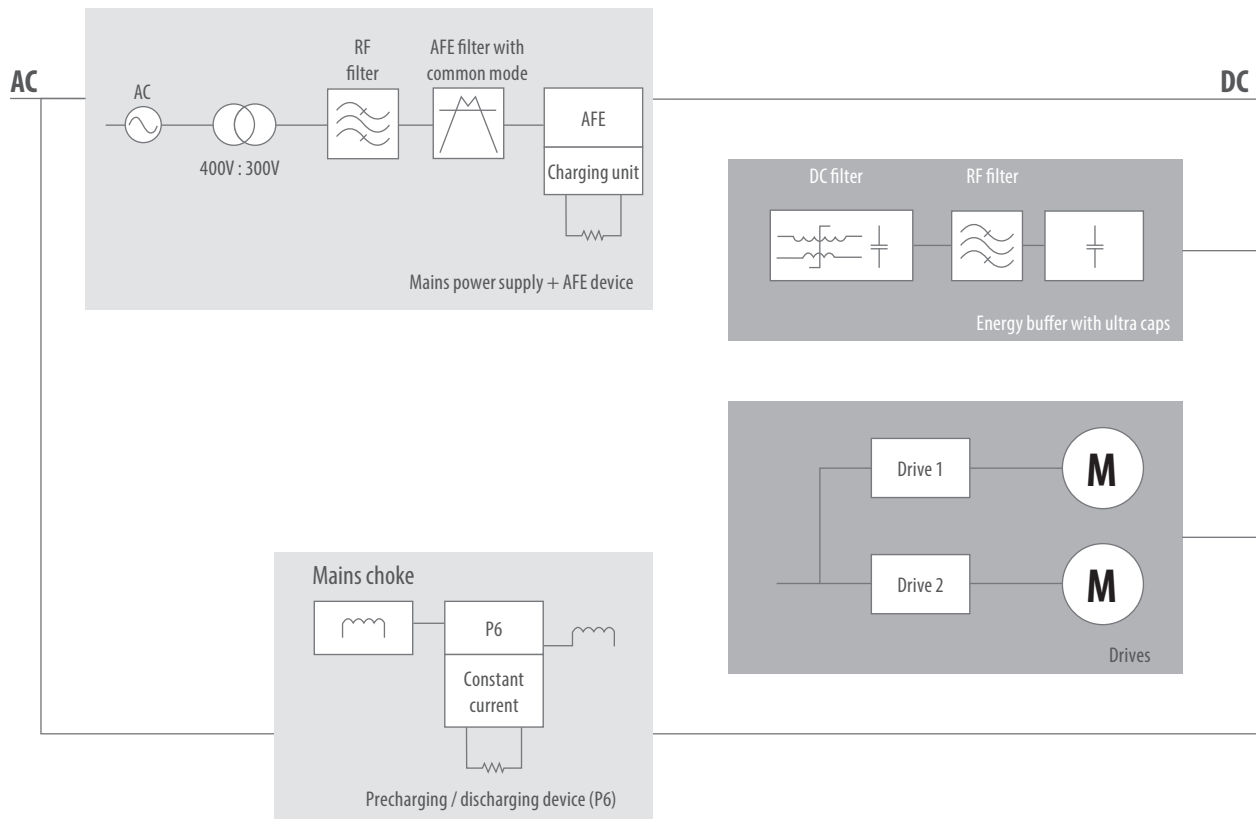 AC
DC
RF
filter
AFE filter with
common mode
AC
400V : 300V
AFE
Charging unit
Mains power supply + AFE device
DC filter
RF filter
Energy buffer with ultra caps
Drive 1
M
Drive 2
M
Drives
Mains choke
P6
Constant
current
Precharging / discharging device (P6)